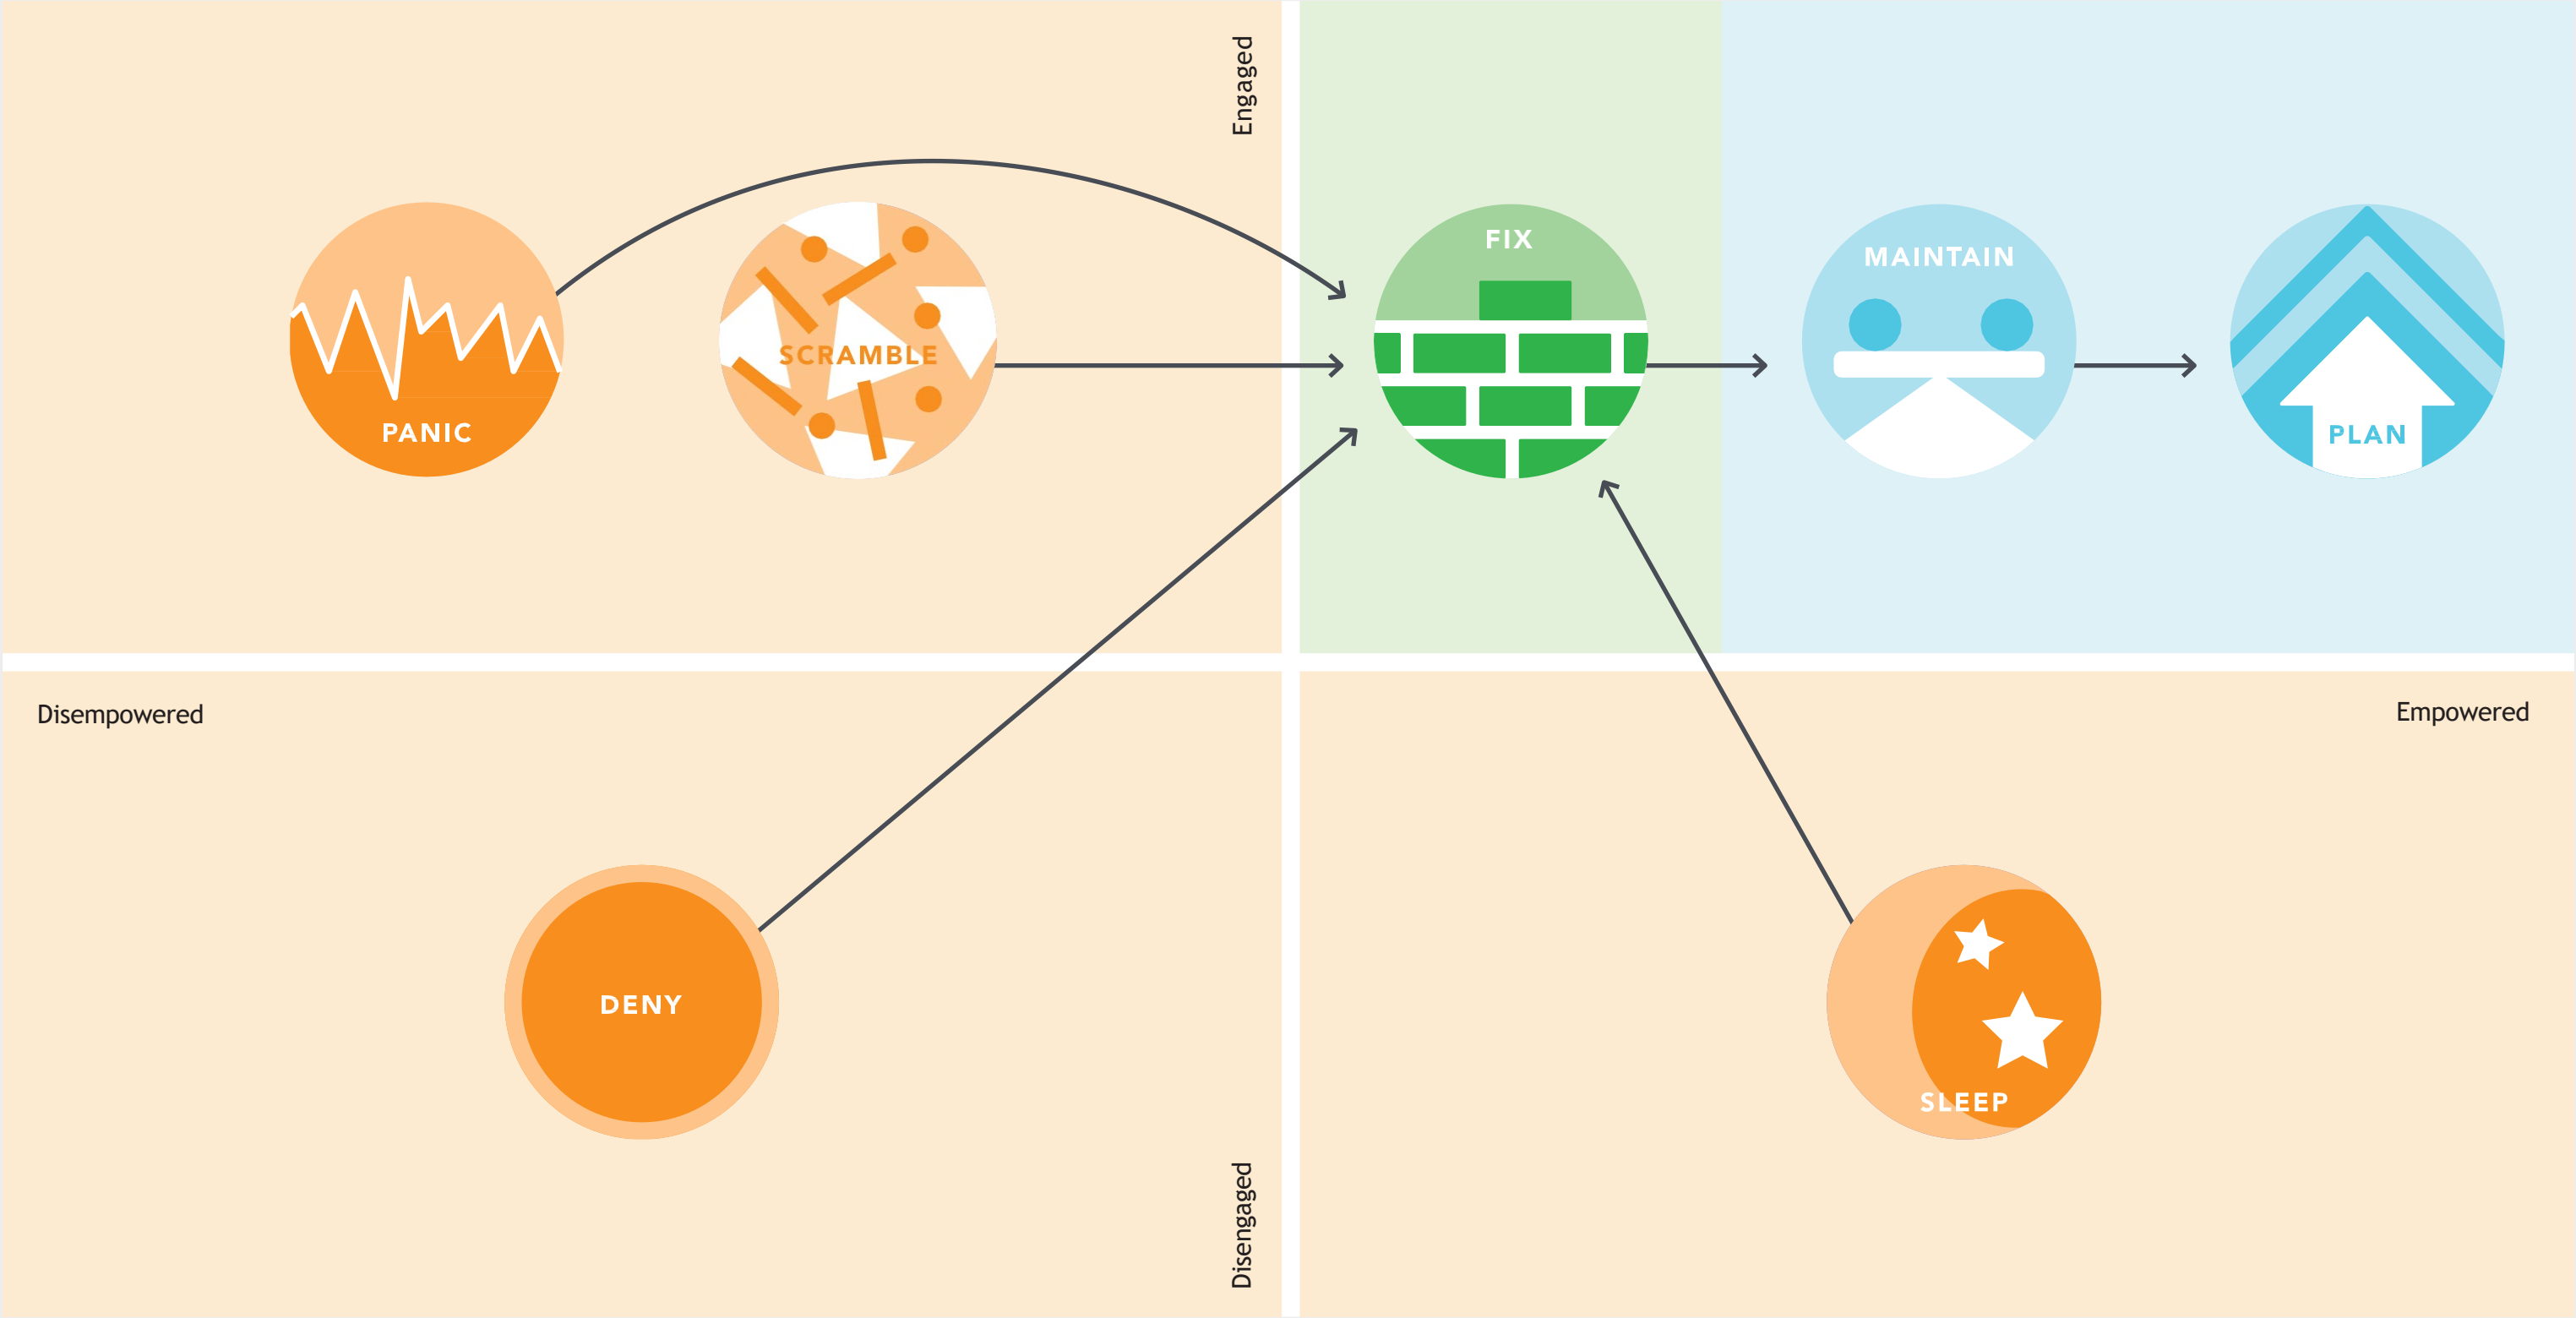 Engaged
PANIC
SCRAMBLE
FIX
MAINTAIN
PLAN
Disempowered
Empowered
DENY
SLEEP
Disengaged